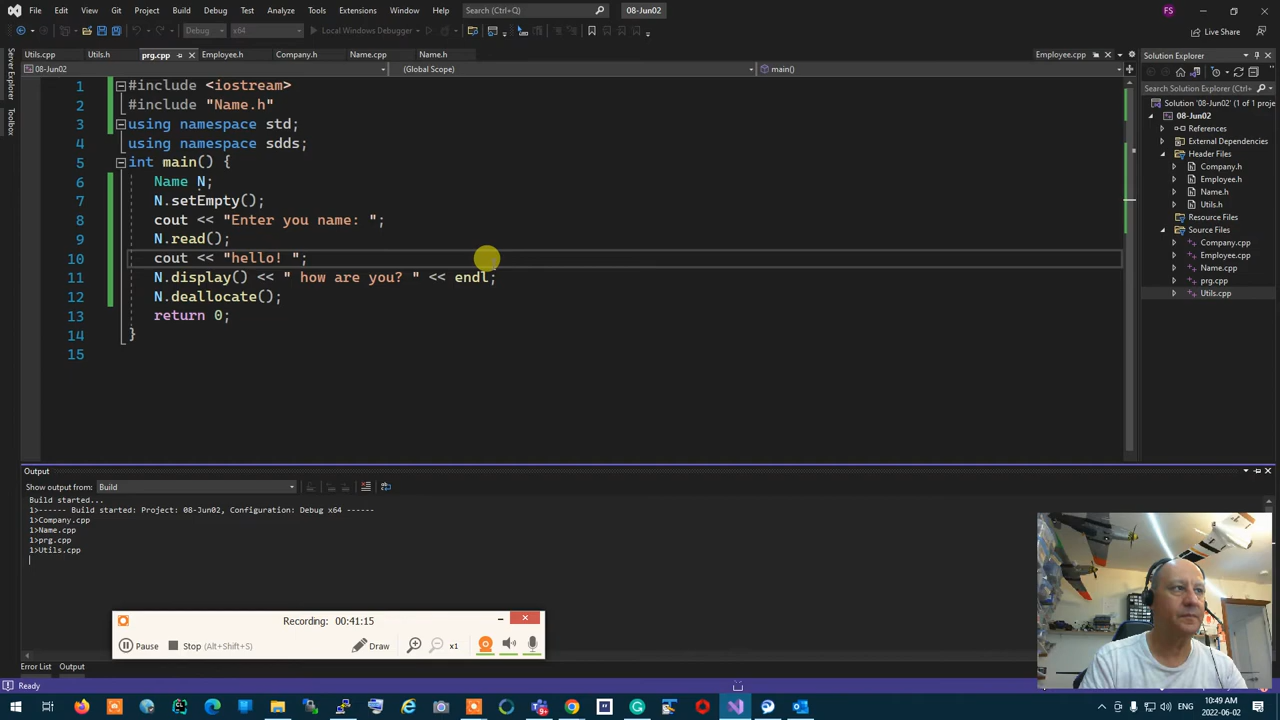 File Edit View Git Project Build Debug Test Analyze Tools Extensions Window Help Search (Ctrl+Q) 08-Jun02 FS
Debug x64 Local Windows Debugger Live Share
Utils.cpp Utils.h prg.cpp Employee.h Company.h Name.cpp Name.h Employee.cpp
08-Jun02 (Global Scope) main()
Server Explorer
Toolbox
1 #include <iostream>
2 #include "Name.h"
3 using namespace std;
4 using namespace sdds;
5 int main() {
6 Name N;
7 N.setEmpty();
8 cout << "Enter you name: ";
9 N.read();
10 cout << "hello! ";
11 N.display() << " how are you? " << endl;
12 N.deallocate();
13 return 0;
14 }
15
Solution Explorer
Search Solution Explorer (Ctrl+
Solution '08-Jun02' (1 of 1 proje
08-Jun02
References
External Dependencies
Header Files
Company.h
Employee.h
Name.h
Utils.h
Resource Files
Source Files
Company.cpp
Employee.cpp
Name.cpp
prg.cpp
Utils.cpp
Output
Show output from: Build
Build started...
1>------ Build started: Project: 08-Jun02, Configuration: Debug x64 ------
1>Company.cpp
1>Name.cpp
1>prg.cpp
1>Utils.cpp
Recording: 00:41:15
Pause Stop (Alt+Shift+S) Draw x1
Error List Output
Ready
10:49 AM
2022-06-02